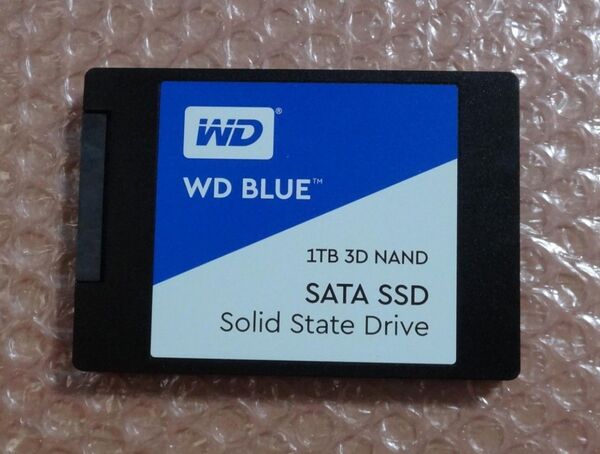 WD®
WD BLUE™
1TB 3D NAND
SATA SSD
Solid State Drive